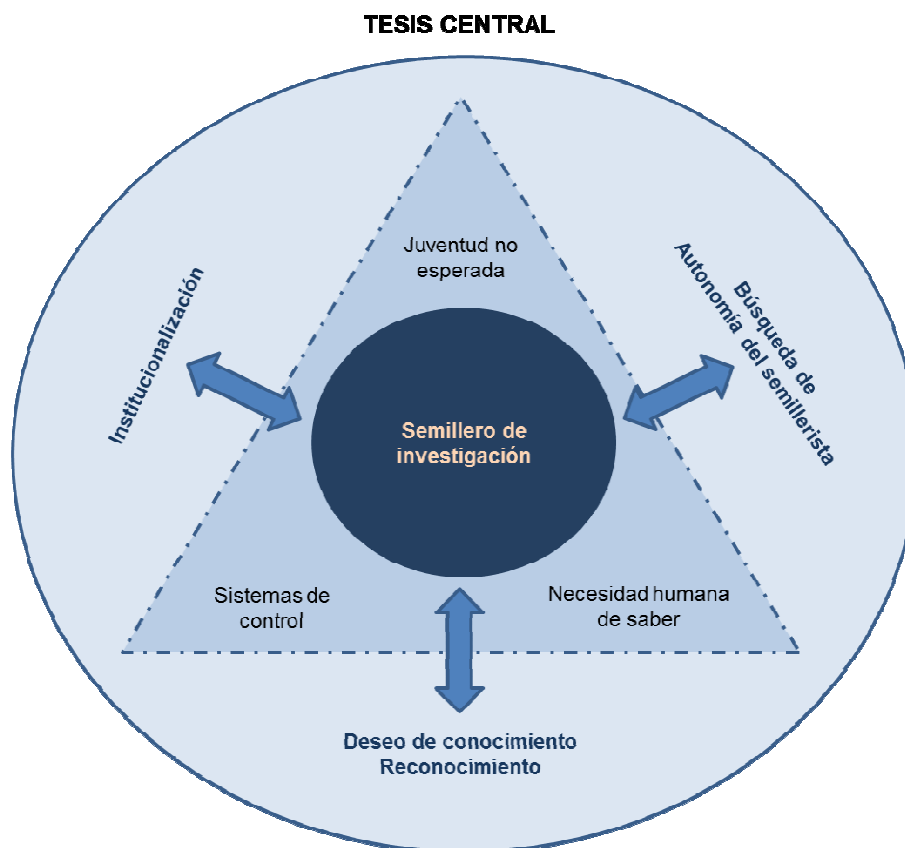 TESIS CENTRAL
Juventud no
esperada
Institucionalización
Búsqueda de
Autonomía del semillerista
Semillero de
investigación
Sistemas de
control
Necesidad humana
de saber
Deseo de conocimiento
Reconocimiento